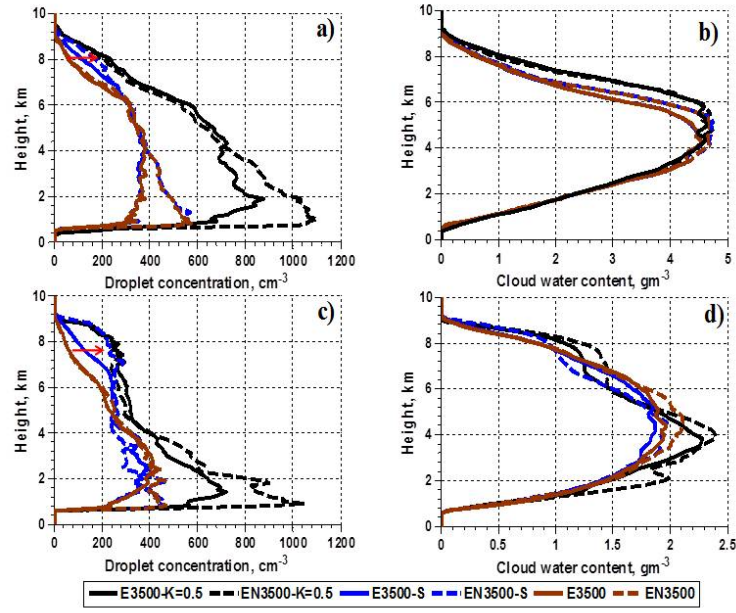 a)
10
8
6
4
2
0
Height, km
0 200 400 600 800 1000 1200
Droplet concentration, cm-3
b)
10
8
6
4
2
0
Height, km
0 1 2 3 4 5
Cloud water content, gm-3
c)
10
8
6
4
2
0
Height, km
0 200 400 600 800 1000 1200
Droplet concentration, cm-3
d)
10
8
6
4
2
0
Height, km
0 0.5 1 1.5 2 2.5
Cloud water content, gm-3
E3500-K=0.5 EN3500-K=0.5 E3500-S EN3500-S E3500 EN3500